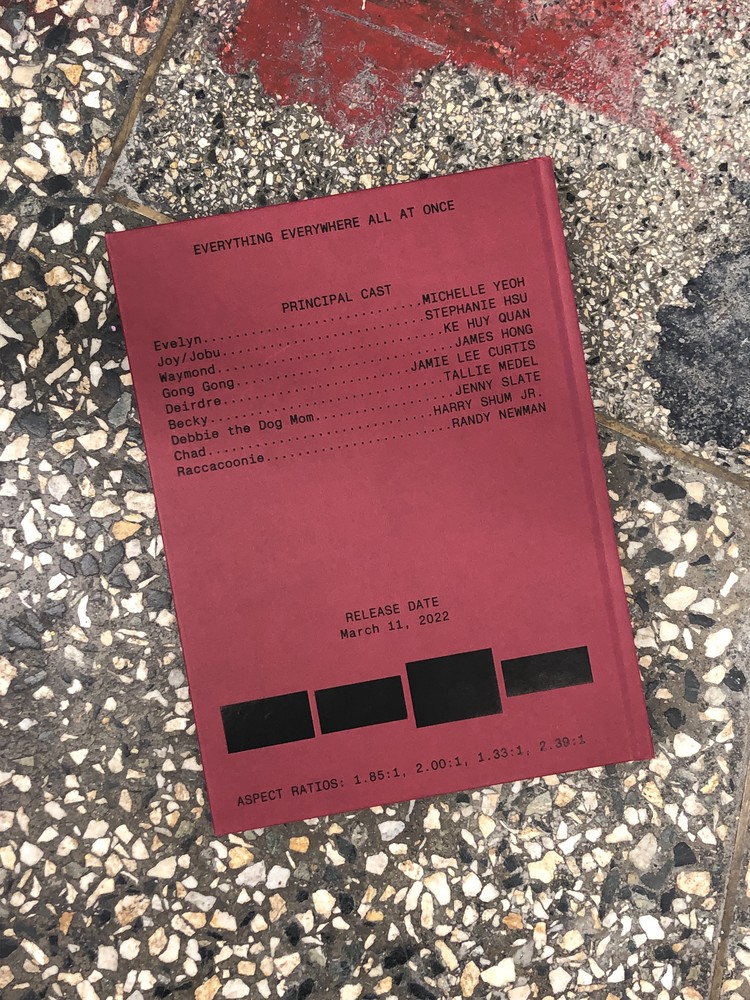 EVERYTHING EVERYWHERE ALL AT ONCE
PRINCIPAL CAST
Evelyn............................MICHELLE YEOH
Joy/Jobu..........................STEPHANIE HSU
Waymond.............................KE HUY QUAN
Gong Gong............................JAMES HONG
Deirdre.........................JAMIE LEE CURTIS
Becky..............................TALLIE MEDEL
Debbie the Dog Mom..................JENNY SLATE
Chad.............................HARRY SHUM JR.
Raccacoonie........................RANDY NEWMAN
RELEASE DATE
March 11, 2022
ASPECT RATIOS: 1.85:1, 2.00:1, 1.33:1, 2.39:1